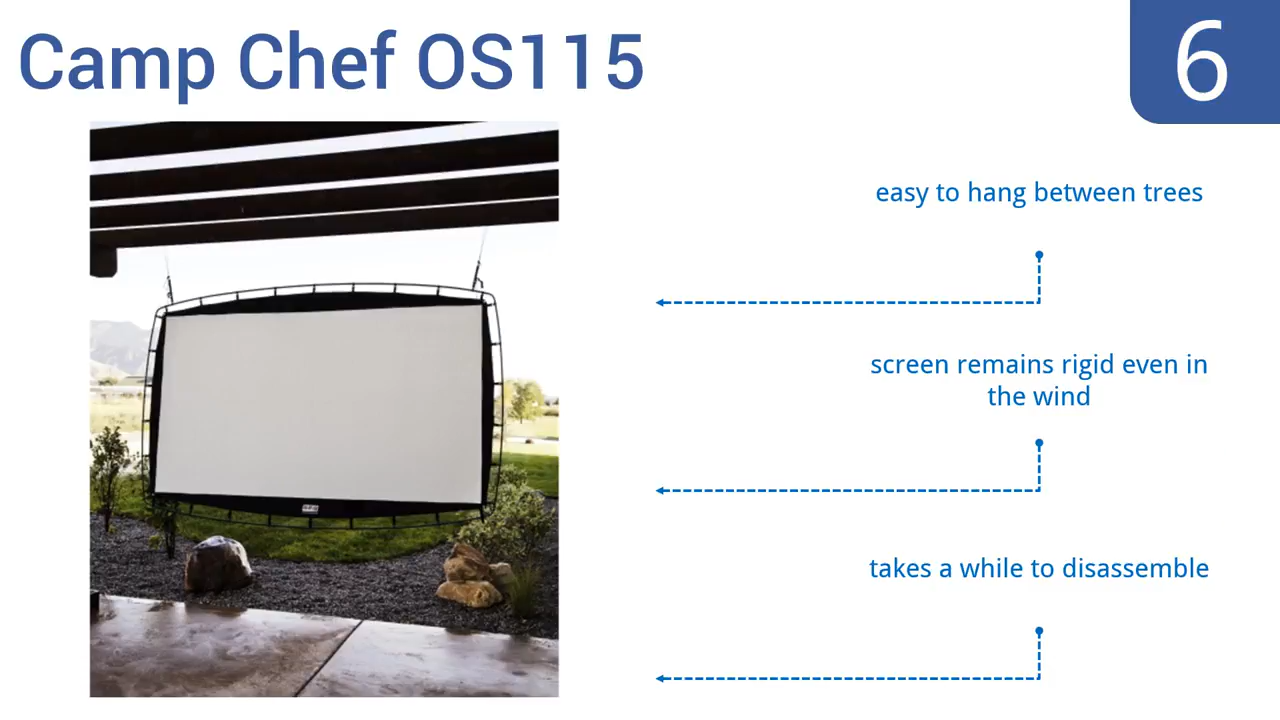 Camp Chef OS115
6
easy to hang between trees
screen remains rigid even in
the wind
takes a while to disassemble